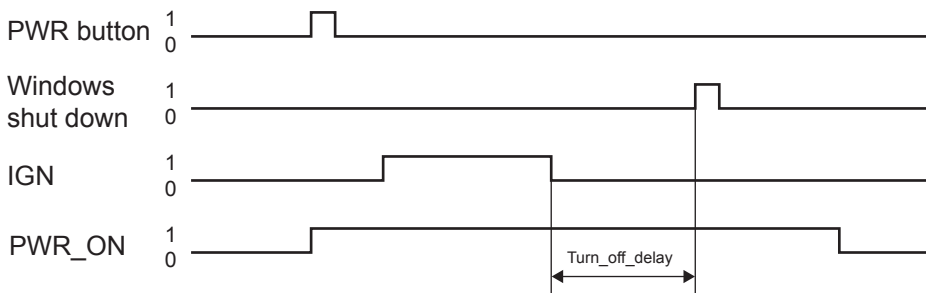 PWR button 1
0
Windows
shut down 1
0
IGN 1
0
PWR_ON 1
0
Turn_off_delay